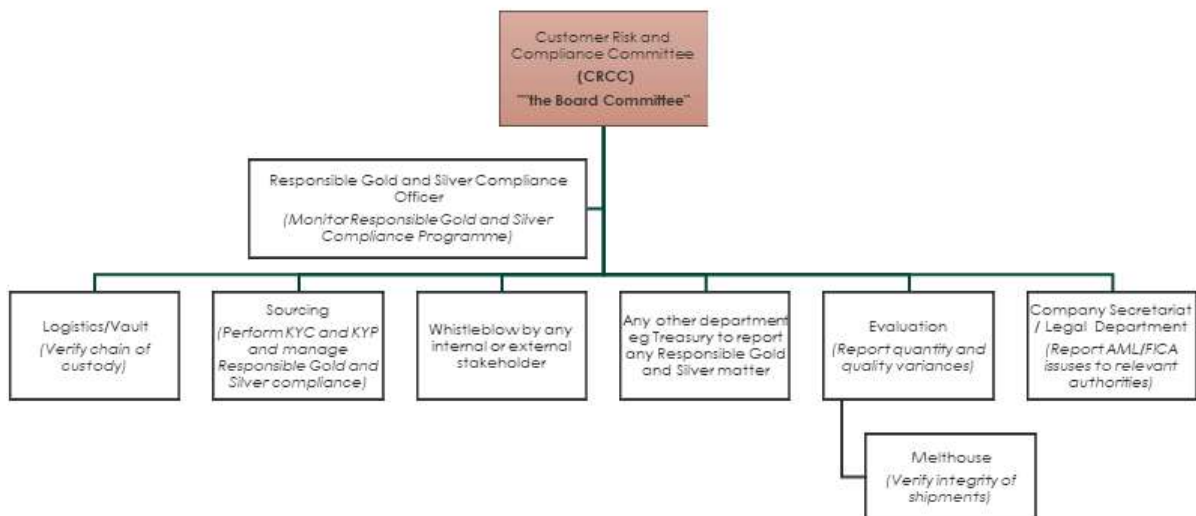 Customer Risk and
Compliance Committee
(CRCC)
""the Board Committee"
Responsible Gold and Silver Compliance
Officer
(Monitor Responsible Gold and Silver
Compliance Programme)
Logistics/Vault
(Verify chain of
custody)
Sourcing
(Perform KYC and KYP
and manage
Responsible Gold and
Silver compliance)
Whistleblow by any
internal or external
stakeholder
Any other department
eg Treasury to report
any Responsible Gold
and Silver matter
Evaluation
(Report quantity and
quality variances)
Company Secretariat
/ Legal Department
(Report AML/FICA
issuses to relevant
authorities)
Melthouse
(Verify integrity of
shipments)